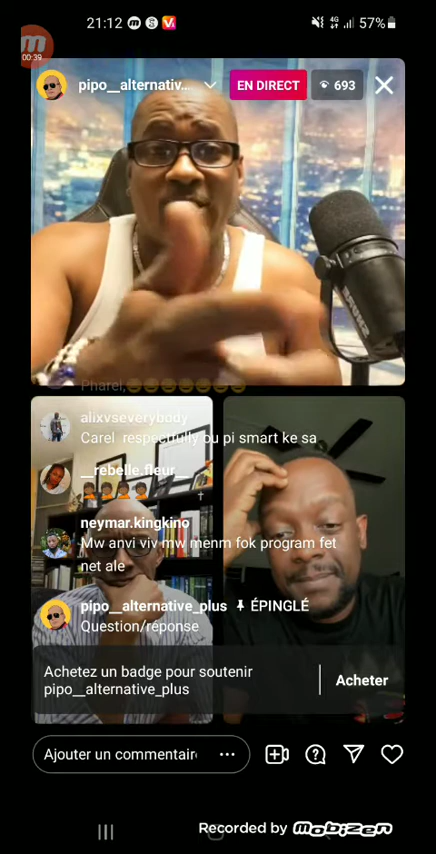 21:12
4G
57%
00:39
pipo__alternativ...
EN DIRECT
693
Pharel,😊😊😊😊😊😊😊
alixvseverybody
Carel respectfully ou pi smart ke sa
__rebelle.fleur
neymar.kingkino
Mw anvi viv mw menm fok program fet
net ale
pipo__alternative_plus ÉPINGLÉ
Question/réponse
Achetez un badge pour soutenir
pipo__alternative_plus
Acheter
Ajouter un commentair
Recorded by Mobizen